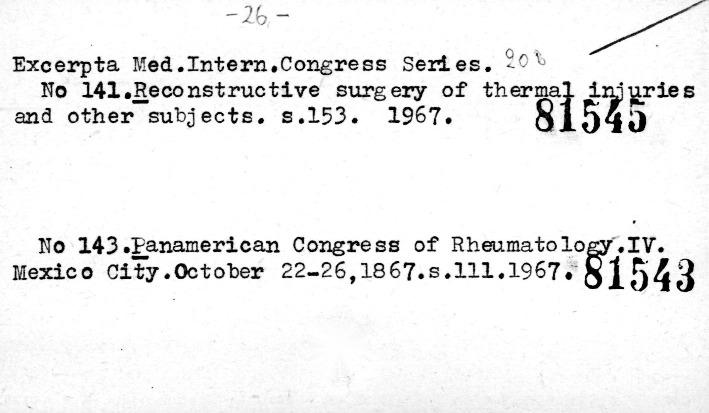 -26-
Excerpta Med.Intern.Congress Series. 208
No 141.Reconstructive surgery of thermal injuries
and other subjects. s.153. 1967. 81545
No 143.Panamerican Congress of Rheumatology.IV.
Mexico City.October 22-26,1867.s.111.1967. 81543